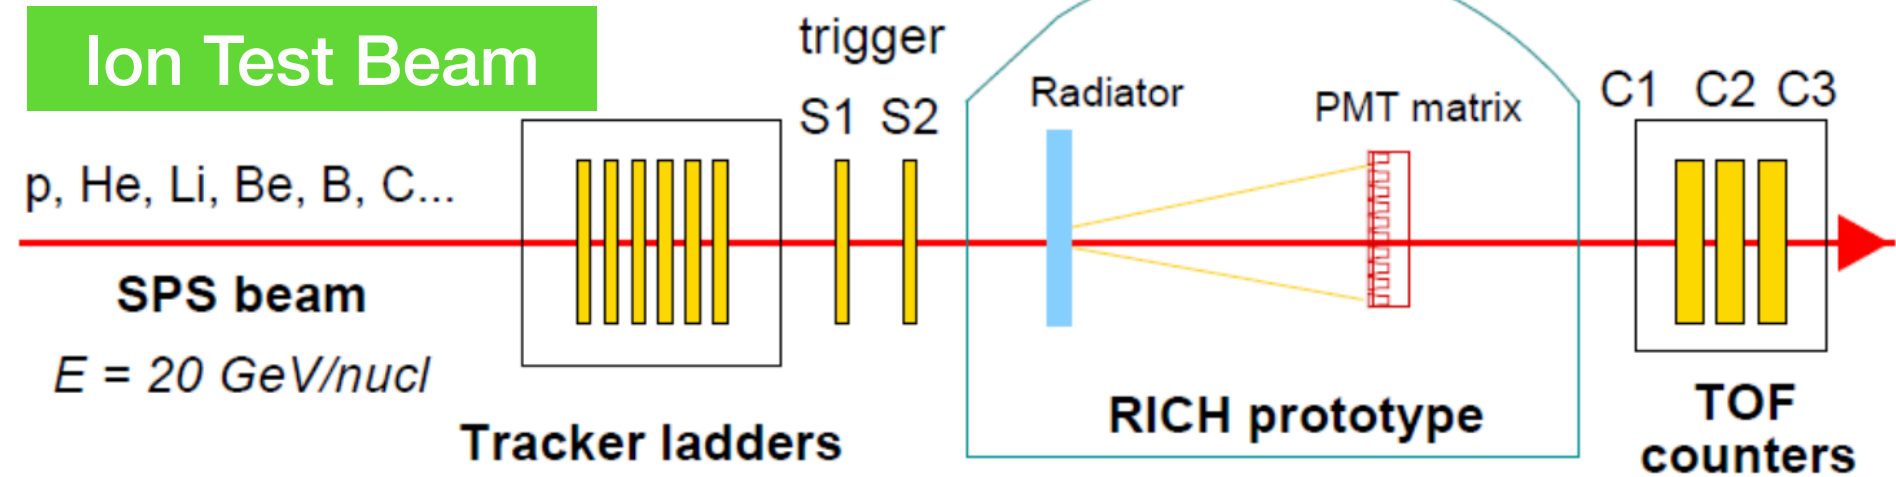 Ion Test Beam
trigger
S1 S2
Radiator
PMT matrix
C1 C2 C3
p, He, Li, Be, B, C...
SPS beam
E = 20 GeV/nucl
Tracker ladders
RICH prototype
TOF
counters